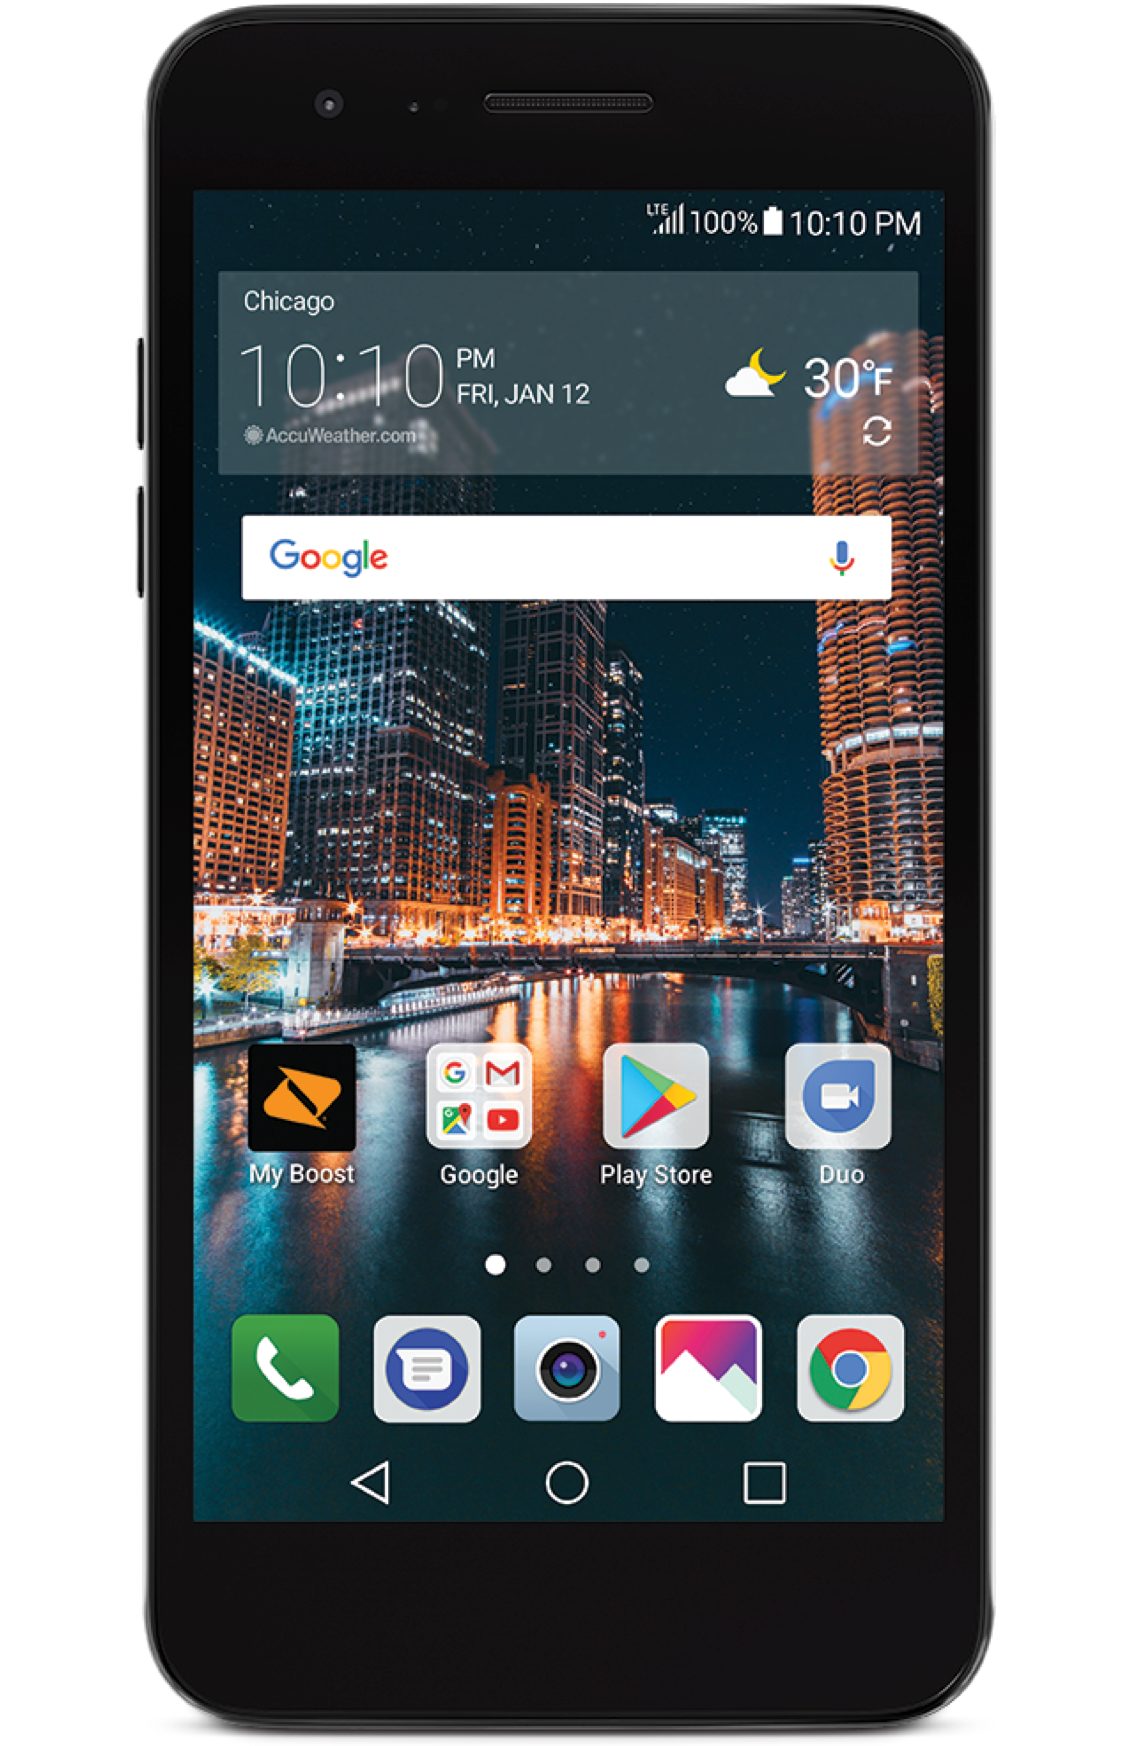 LTE 100% 10:10 PM
Chicago
10:10 PM
FRI, JAN 12
30°F
AccuWeather.com
Google
My Boost
Google
Play Store
Duo